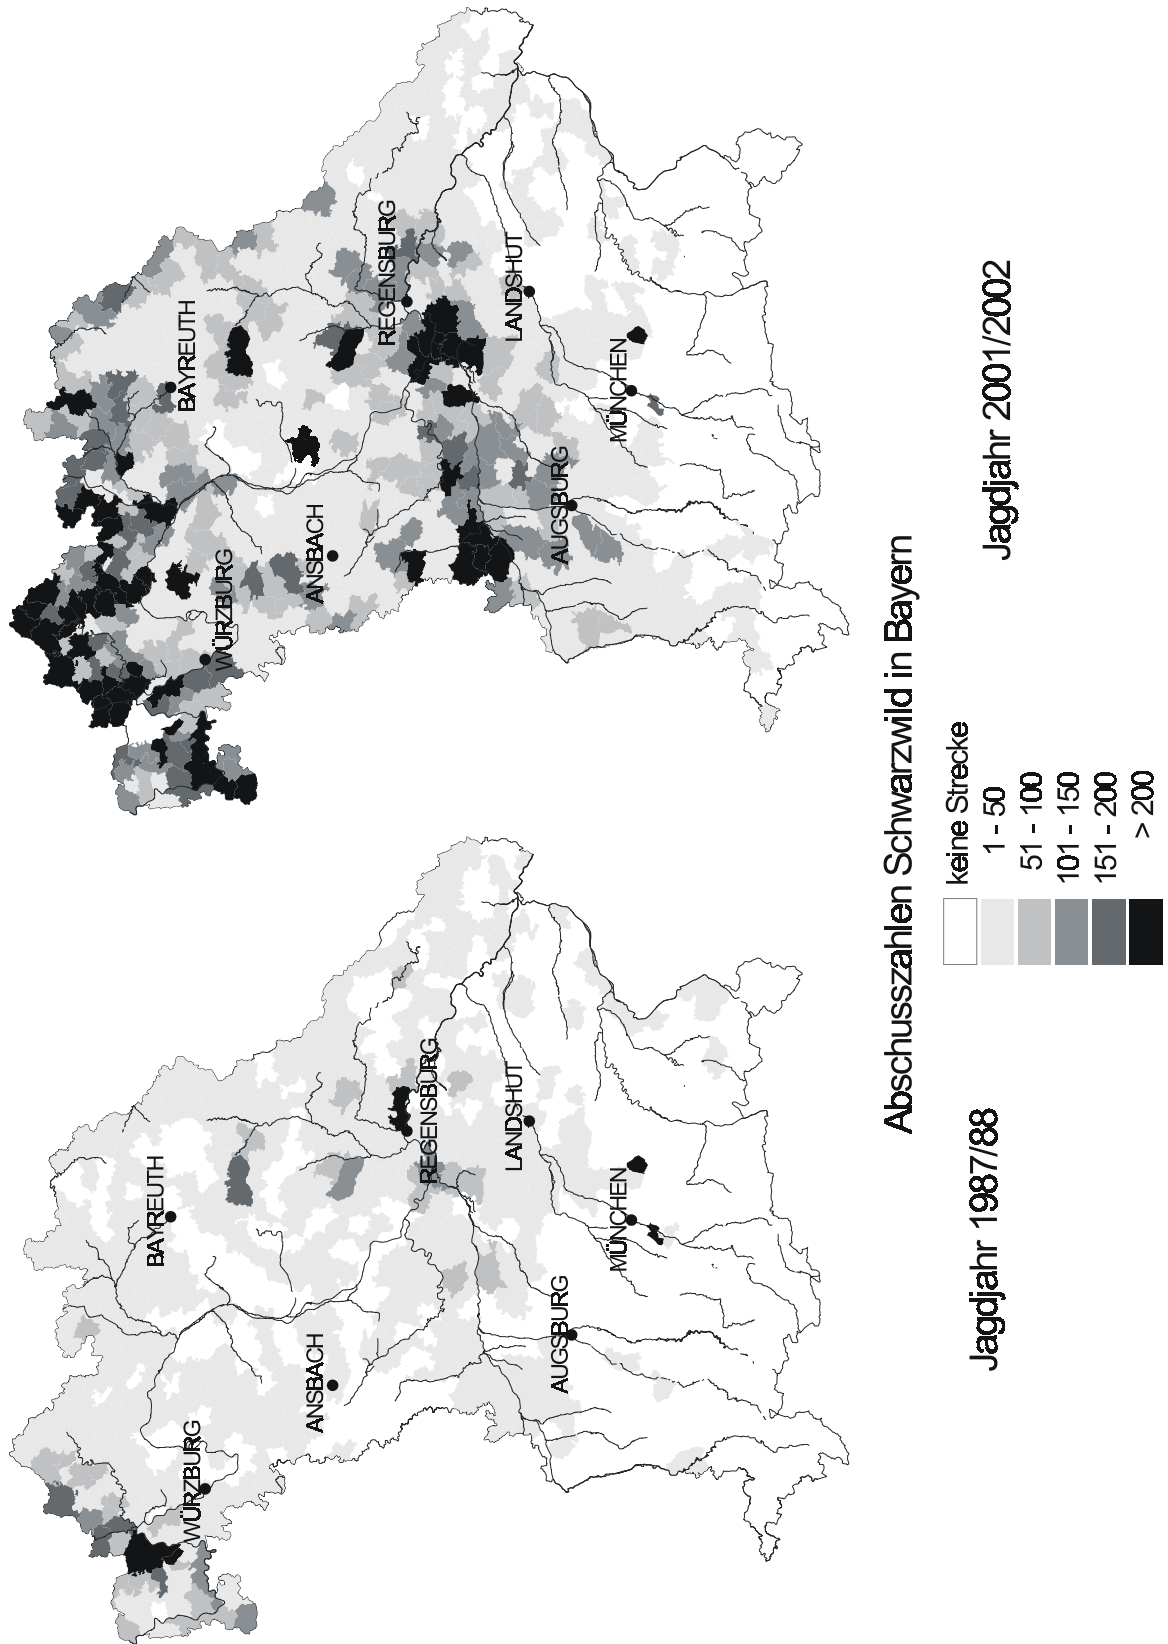 WÜRZBURG
BAYREUTH
ANSBACH
REGENSBURG
AUGSBURG
LANDSHUT
MÜNCHEN
WÜRZBURG
BAYREUTH
ANSBACH
REGENSBURG
AUGSBURG
LANDSHUT
MÜNCHEN
Abschusszahlen Schwarzwild in Bayern
Jagdjahr 1987/88
keine Strecke
1 - 50
51 - 100
101 - 150
151 - 200
> 200
Jagdjahr 2001/2002